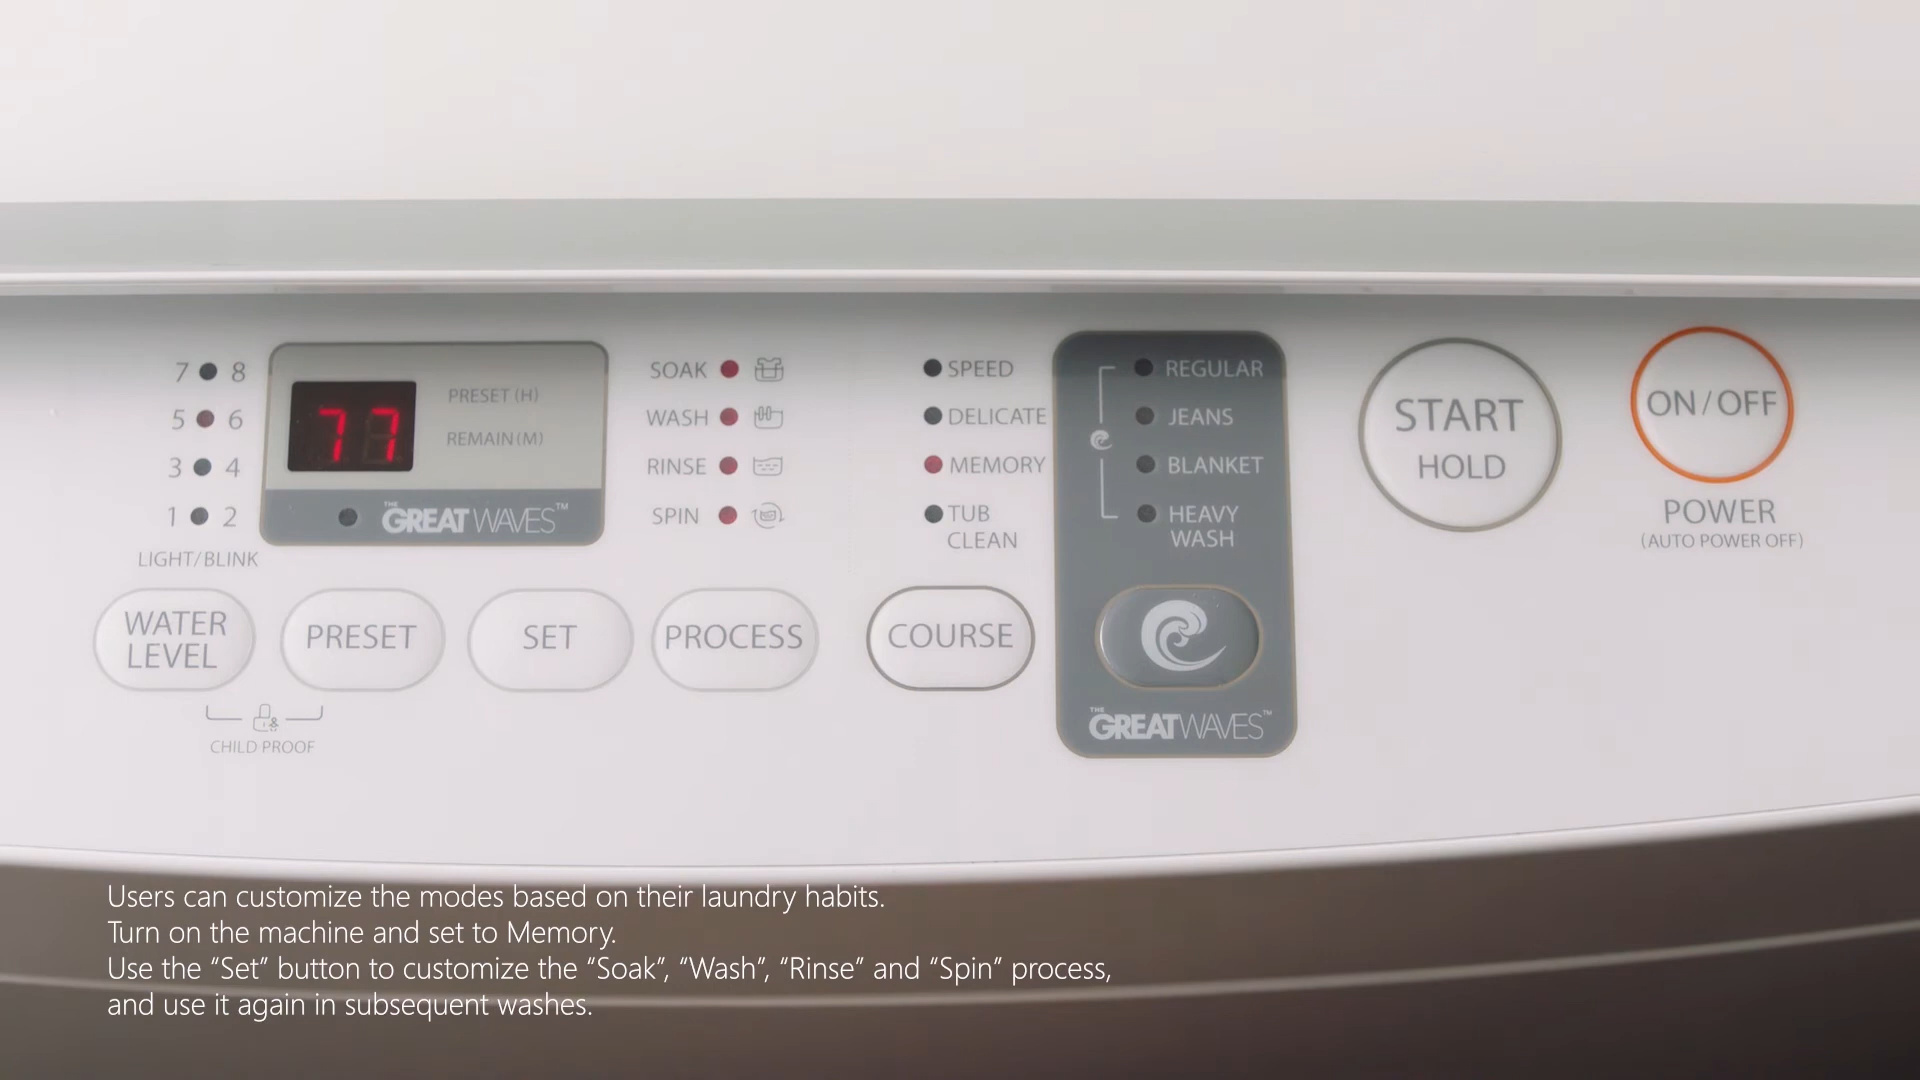 7 8
5 6
3 4
1 2
LIGHT/BLINK
77
PRESET (H)
REMAIN (M)
THE GREAT WAVES™
SOAK
WASH
RINSE
SPIN
SPEED
DELICATE
MEMORY
TUB
CLEAN
REGULAR
JEANS
BLANKET
HEAVY
WASH
START
HOLD
ON/OFF
POWER
(AUTO POWER OFF)
WATER
LEVEL
PRESET
SET
PROCESS
COURSE
THE GREAT WAVES™
CHILD PROOF
Users can customize the modes based on their laundry habits.
Turn on the machine and set to Memory.
Use the “Set” button to customize the “Soak”, “Wash”, “Rinse” and “Spin” process,
and use it again in subsequent washes.